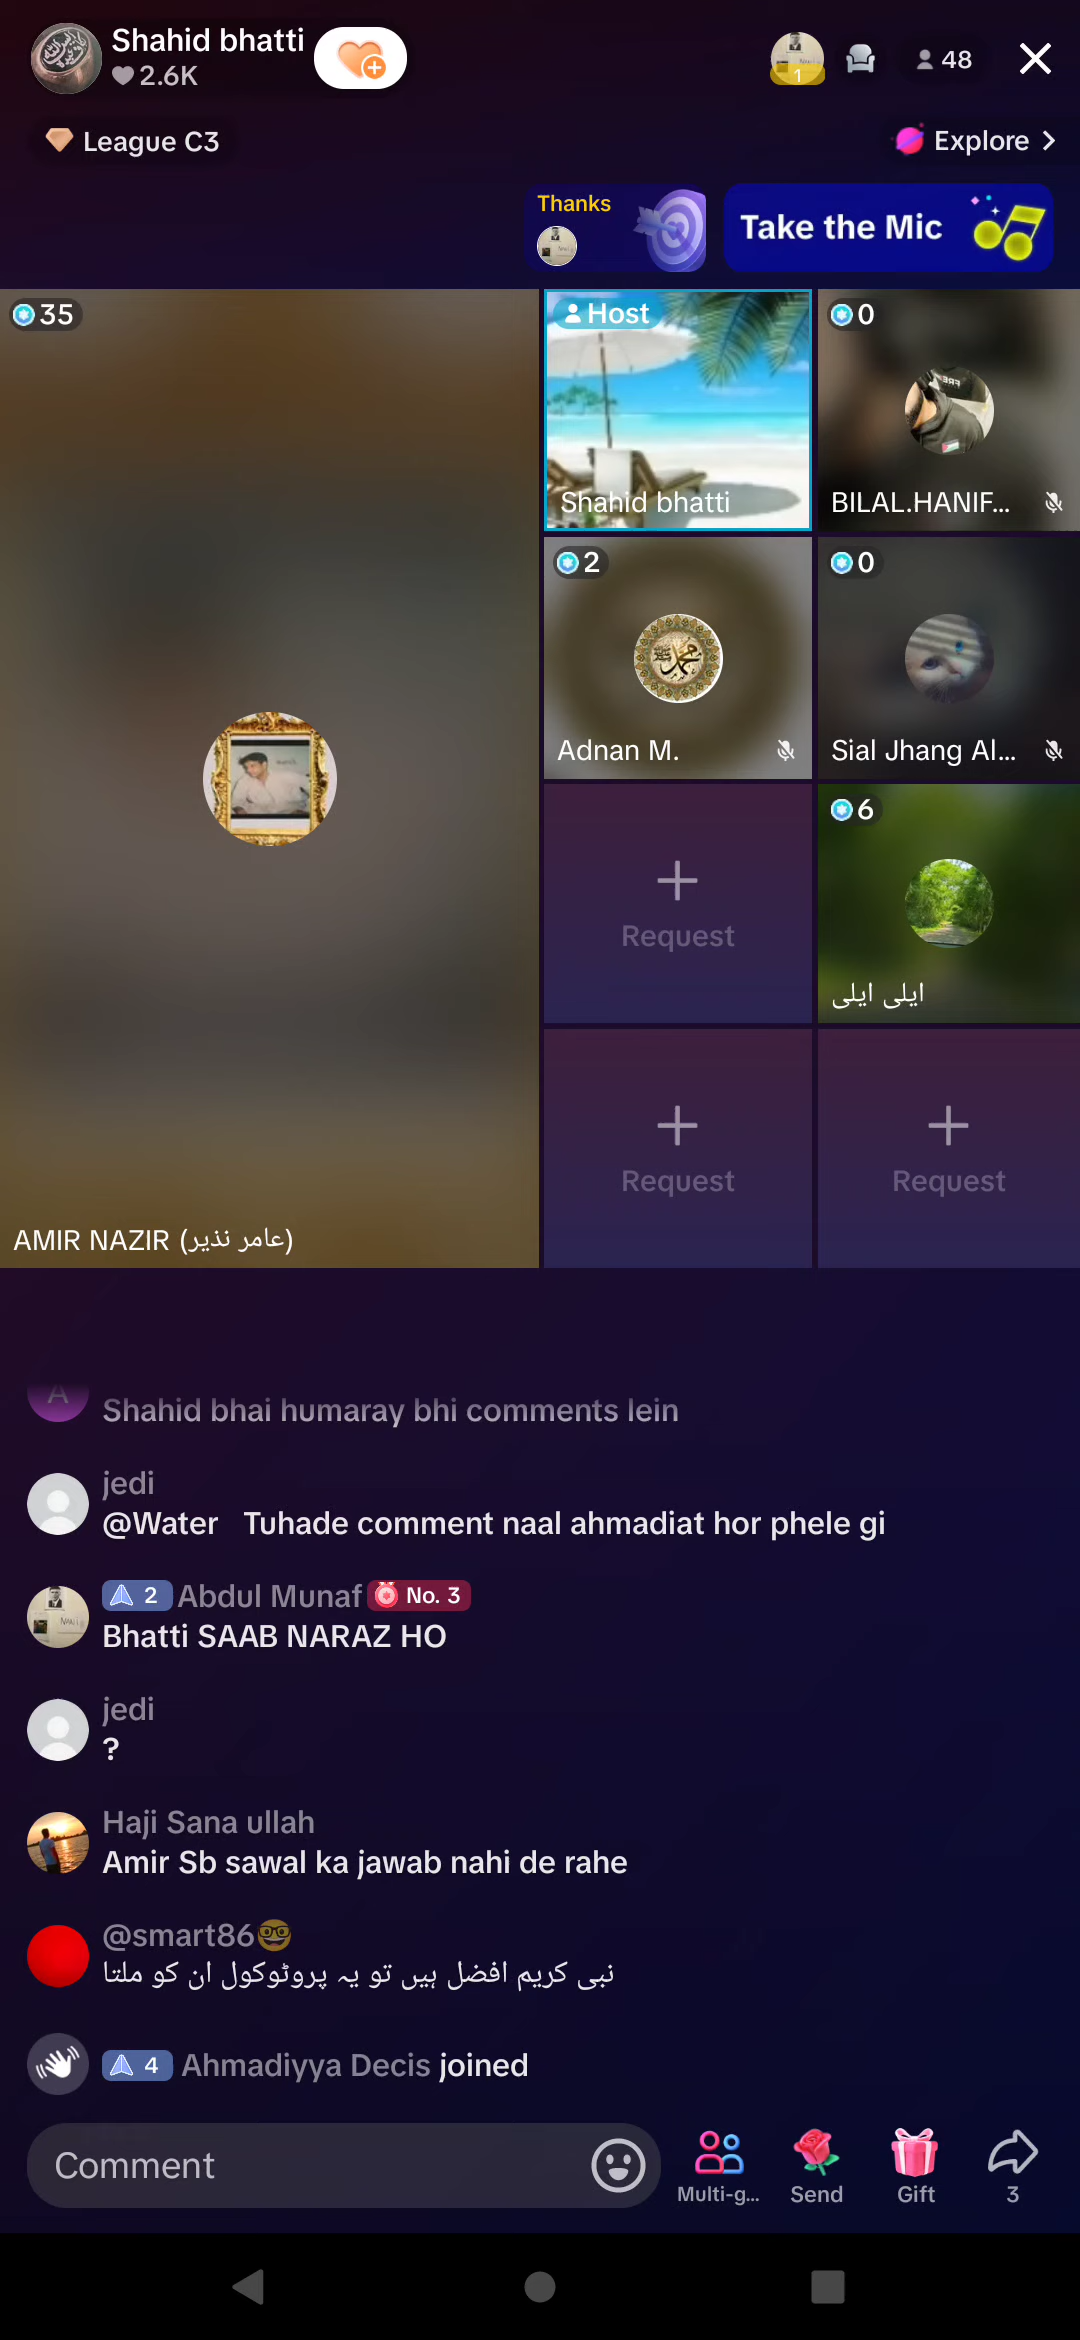 Shahid bhatti
2.6K
1
48
League C3
Explore
Thanks
Take the Mic
35
Host
Shahid bhatti
0
BILAL.HANIF...
2
Adnan M.
0
Sial Jhang Al...
Request
6
ایلی ایلی
Request
Request
AMIR NAZIR (عامر نذیر)
A
Shahid bhai humaray bhi comments lein
jedi
@Water Tuhade comment naal ahmadiat hor phele gi
2 Abdul Munaf No. 3
Bhatti SAAB NARAZ HO
jedi
?
Haji Sana ullah
Amir Sb sawal ka jawab nahi de rahe
@smart86🤓
نبی کریم افضل ہیں تو یہ پروٹوکول ان کو ملتا
4 Ahmadiyya Decis joined
Comment
Multi-g...
Send
Gift
3